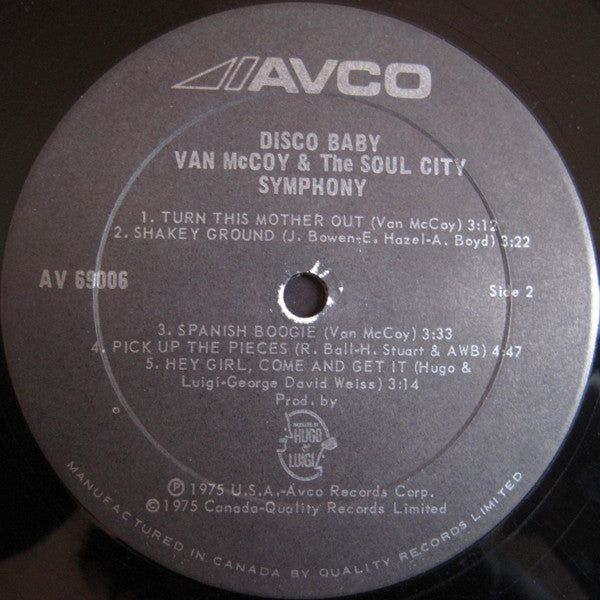 AVCO
DISCO BABY
VAN McCOY & The SOUL CITY
SYMPHONY
1. TURN THIS MOTHER OUT (Van McCoy) 3:12
2. SHAKEY GROUND (J. Bowen-E. Hazel-A. Boyd) 3:22
AV 69006
Side 2
3. SPANISH BOOGIE (Van McCoy) 3:33
4. PICK UP THE PIECES (R. Ball-H. Stuart & AWB) 4:47
5. HEY GIRL, COME AND GET IT (Hugo &
Luigi-George David Weiss) 3:14
Prod. by
HUGO
LUIGI
℗ 1975 U.S.A.-Avco Records Corp.
© 1975 Canada-Quality Records Limited
MANUFACTURED IN CANADA BY QUALITY RECORDS LIMITED